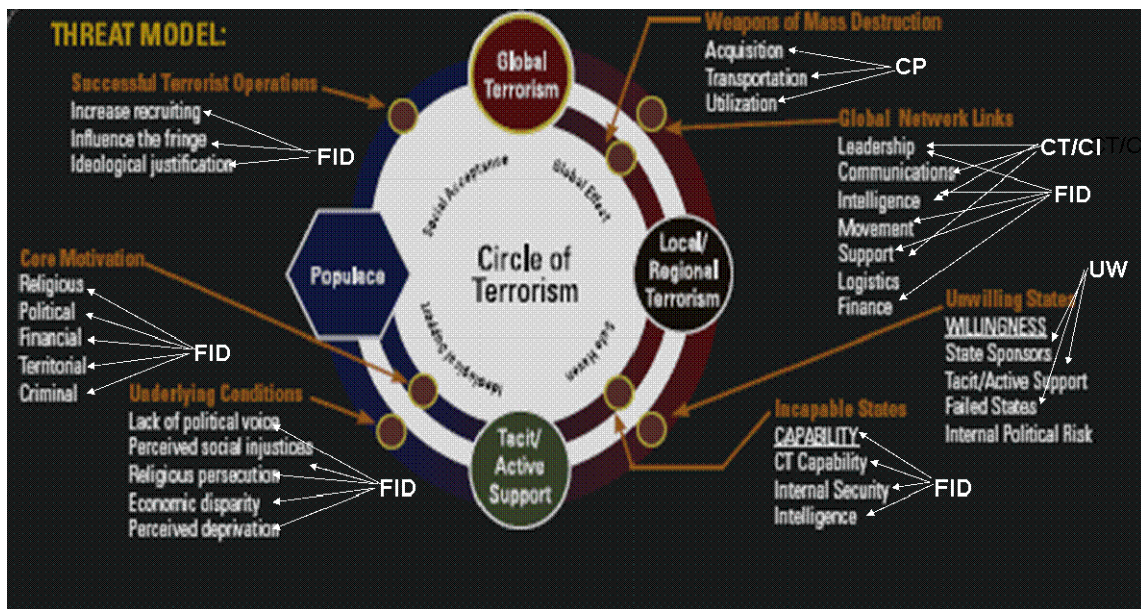 THREAT MODEL:
Successful Terrorist Operations
Increase recruiting
Influence the fringe
Ideological justification
FID
Global
Terrorism
Weapons of Mass Destruction
Acquisition
Transportation
Utilization
CP
Global Network Links
Leadership
Communications
Intelligence
Movement
Support
Logistics
Finance
CT/CI
FID
Social Acceptance
Global Effect
Populace
Circle of
Terrorism
Local/
Regional
Terrorism
Ideological Support
Safe Haven
Core Motivation
Religious
Political
Financial
Territorial
Criminal
FID
UW
Unwilling States
WILLINGNESS
State Sponsors
Tacit/Active Support
Failed States
Internal Political Risk
Underlying Conditions
Lack of political voice
Perceived social injustices
Religious persecution
Economic disparity
Perceived deprivation
FID
Tacit/
Active
Support
Incapable States
CAPABILITY
CT Capability
Internal Security
Intelligence
FID